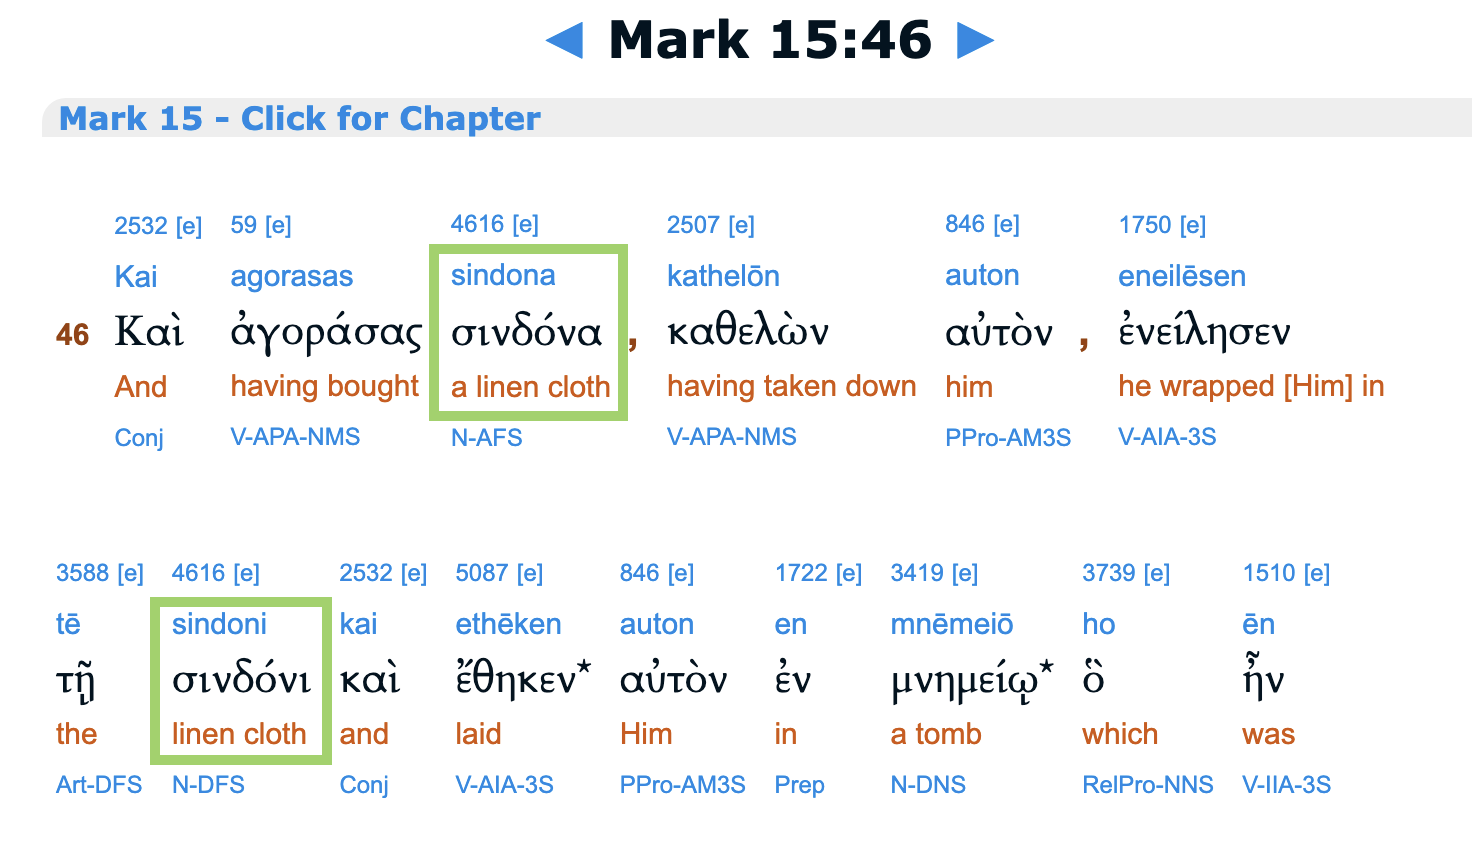 ◀ Mark 15:46 ▶
Mark 15 - Click for Chapter
2532 [e] 59 [e] 4616 [e] 2507 [e] 846 [e] 1750 [e]
Kai agorasas sindona kathelōn auton eneilēsen
46 Καὶ ἀγοράσας σινδόνα , καθελὼν αὐτὸν , ἐνείλησεν
And having bought a linen cloth having taken down him he wrapped [Him] in
Conj V-APA-NMS N-AFS V-APA-NMS PPro-AM3S V-AIA-3S
3588 [e] 4616 [e] 2532 [e] 5087 [e] 846 [e] 1722 [e] 3419 [e] 3739 [e] 1510 [e]
tē sindoni kai ethēken auton en mnēmeiō ho ēn
τῇ σινδόνι καὶ ἔθηκεν* αὐτὸν ἐν μνημείῳ* ὃ ἦν
the linen cloth and laid Him in a tomb which was
Art-DFS N-DFS Conj V-AIA-3S PPro-AM3S Prep N-DNS RelPro-NNS V-IIA-3S